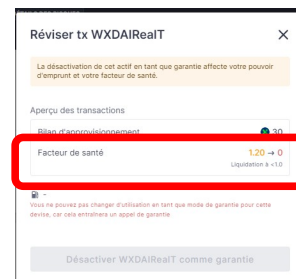 Réviser tx WXDAIRealT
La désactivation de cet actif en tant que garantie affecte votre pouvoir
d'emprunt et votre facteur de santé.
Aperçu des transactions
Bilan d'approvisionnement 30
Facteur de santé 1.20 → 0
Liquidation à <1.0
-
Vous ne pouvez pas changer d'utilisation en tant que mode de garantie pour cette
devise, car cela entraînera un appel de garantie
Désactiver WXDAIRealT comme garantie